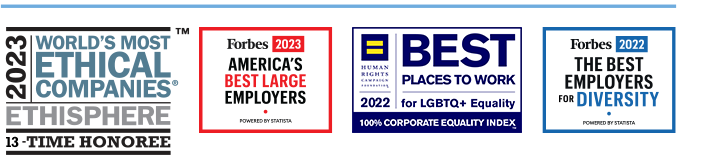 2023
WORLD'S MOST
ETHICAL
COMPANIES®
™
ETHISPHERE
13-TIME HONOREE
Forbes 2023
AMERICA'S
BEST LARGE
EMPLOYERS
POWERED BY STATISTA
HUMAN
RIGHTS
CAMPAIGN
FOUNDATION
BEST
PLACES TO WORK
2022
for LGBTQ+ Equality
100% CORPORATE EQUALITY INDEX™
Forbes 2022
THE BEST
EMPLOYERS
FOR DIVERSITY
POWERED BY STATISTA